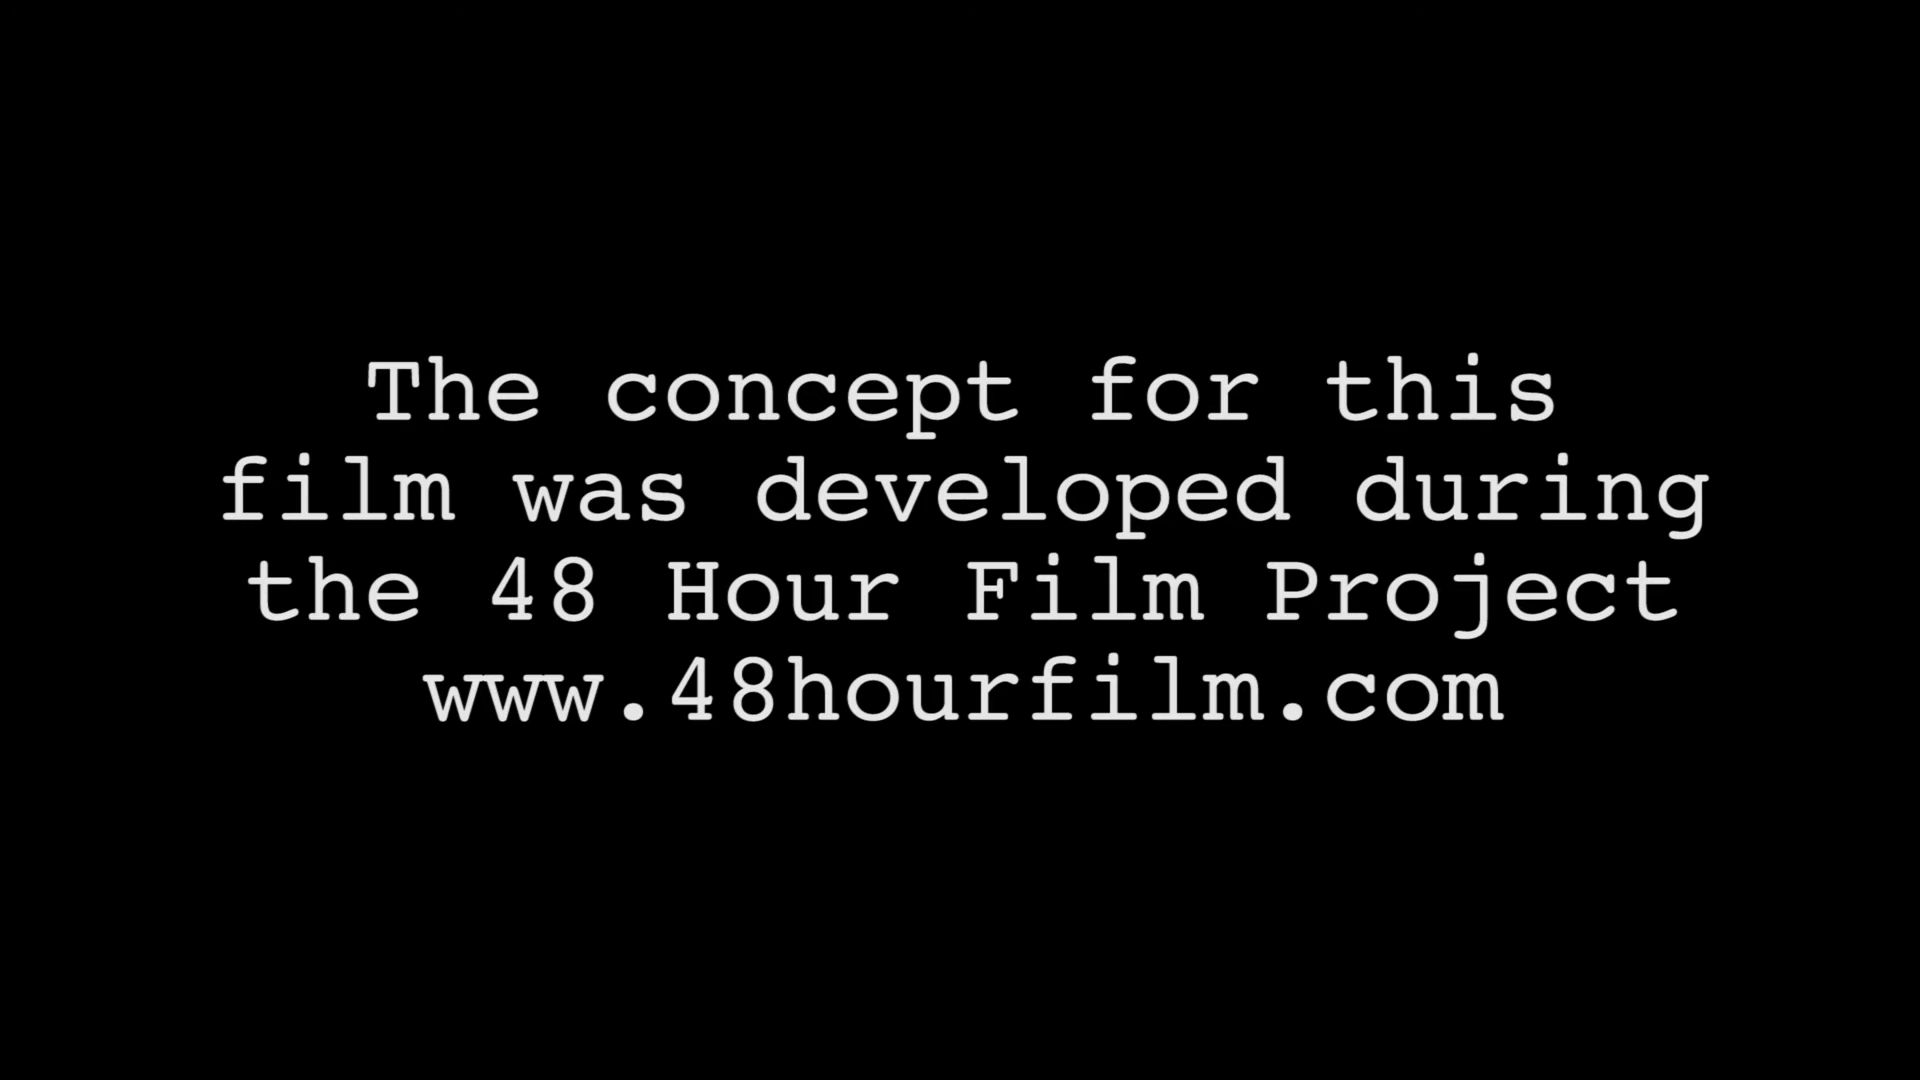 The concept for this
film was developed during
the 48 Hour Film Project
www.48hourfilm.com